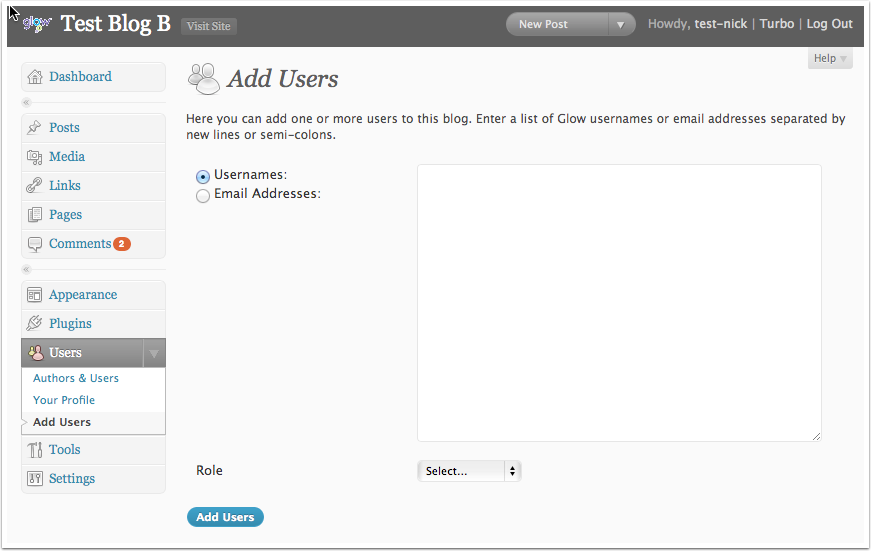 glow Test Blog B Visit Site New Post Howdy, test-nick | Turbo | Log Out
Help
Dashboard
Posts
Media
Links
Pages
Comments 2
Appearance
Plugins
Users
Authors & Users
Your Profile
Add Users
Tools
Settings
Add Users
Here you can add one or more users to this blog. Enter a list of Glow usernames or email addresses separated by
new lines or semi-colons.
Usernames:
Email Addresses:
Role Select...
Add Users